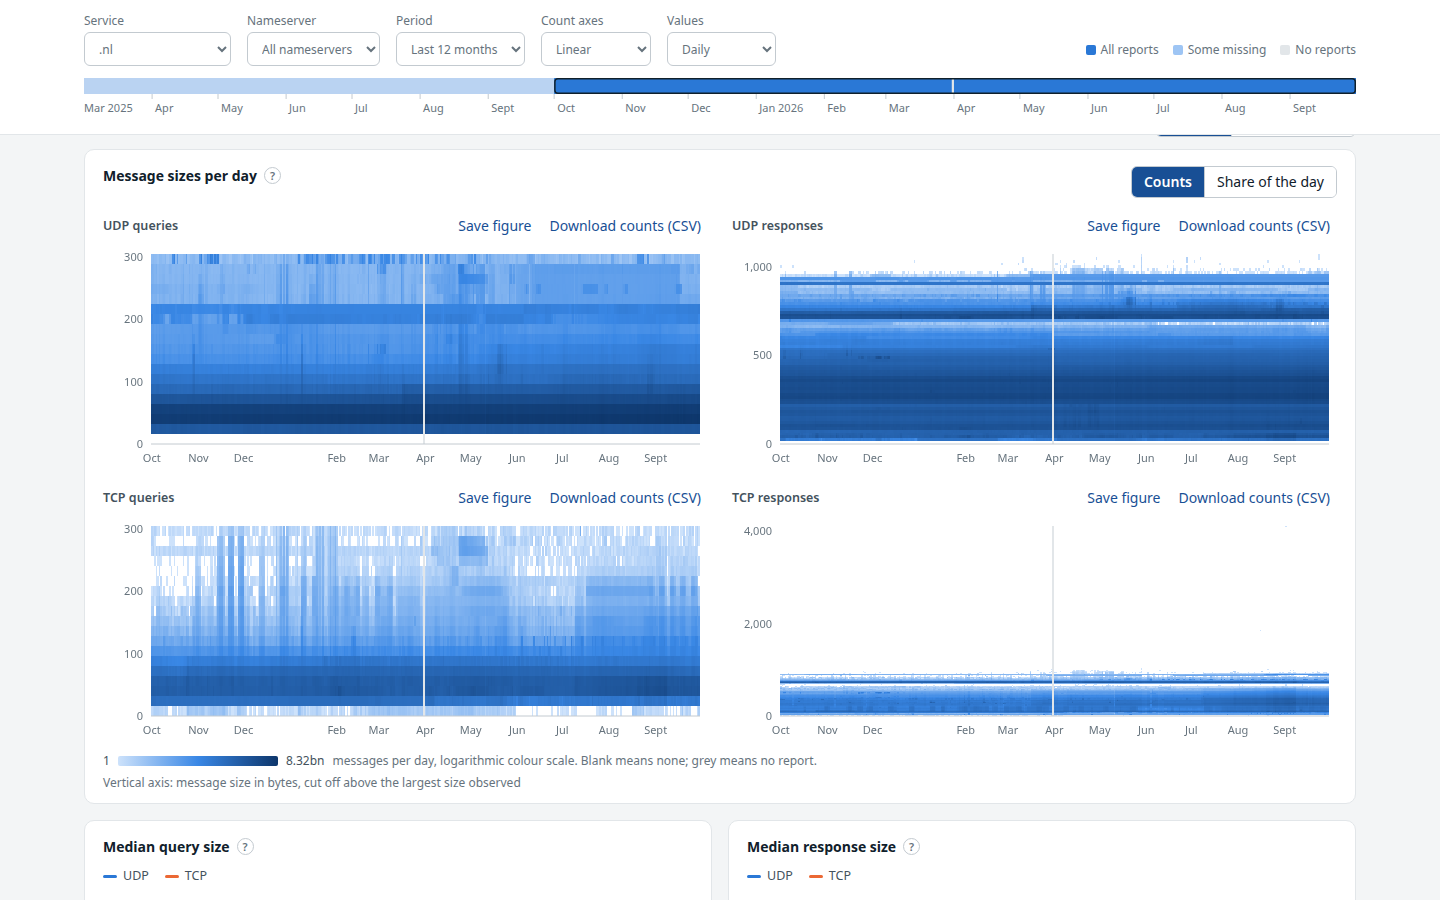 Service Nameserver Period Count axes Values
.nl All nameservers Last 12 months Linear Daily All reports Some missing No reports
Mar 2025 Apr May Jun Jul Aug Sept Oct Nov Dec Jan 2026 Feb Mar Apr May Jun Jul Aug Sept
Message sizes per day ? Counts Share of the day
UDP queries Save figure Download counts (CSV)
300
200
100
0
Oct Nov Dec Feb Mar Apr May Jun Jul Aug Sept
UDP responses Save figure Download counts (CSV)
1,000
500
0
Oct Nov Dec Feb Mar Apr May Jun Jul Aug Sept
TCP queries Save figure Download counts (CSV)
300
200
100
0
Oct Nov Dec Feb Mar Apr May Jun Jul Aug Sept
TCP responses Save figure Download counts (CSV)
4,000
2,000
0
Oct Nov Dec Feb Mar Apr May Jun Jul Aug Sept
1 8.32bn messages per day, logarithmic colour scale. Blank means none; grey means no report.
Vertical axis: message size in bytes, cut off above the largest size observed
Median query size ?
UDP TCP
Median response size ?
UDP TCP